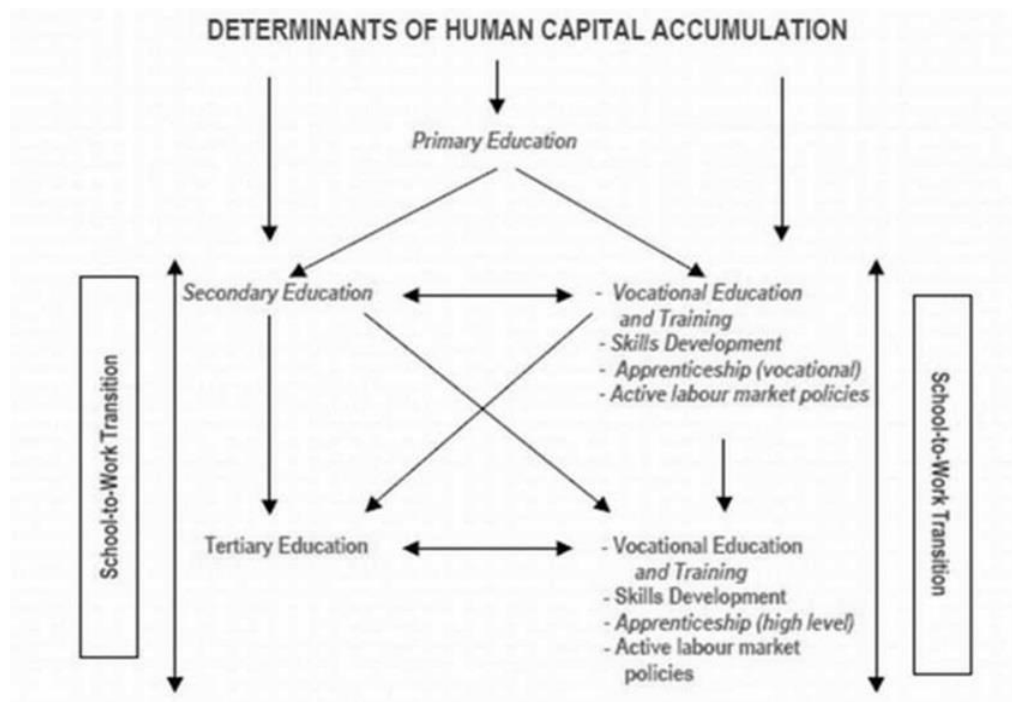 DETERMINANTS OF HUMAN CAPITAL ACCUMULATION
Primary Education
Secondary Education
- Vocational Education
and Training
- Skills Development
- Apprenticeship (vocational)
- Active labour market policies
School-to-Work Transition
School-to-Work Transition
Tertiary Education
- Vocational Education
and Training
- Skills Development
- Apprenticeship (high level)
- Active labour market
policies